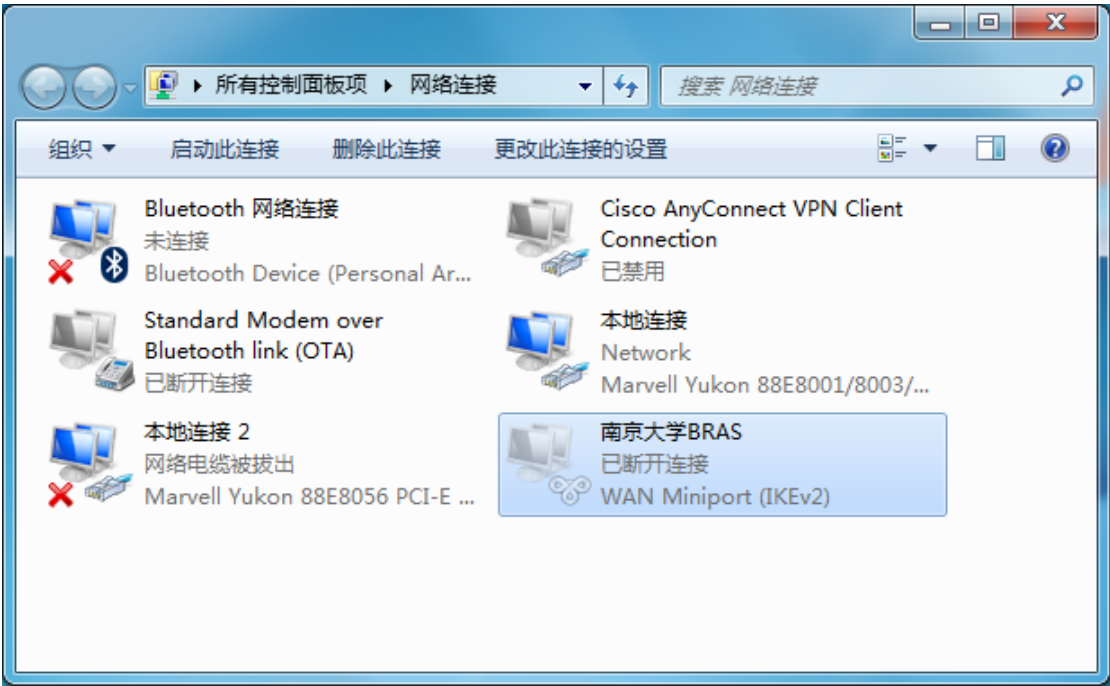 所有控制面板项 网络连接
搜索 网络连接
组织 启动此连接 删除此连接 更改此连接的设置
Bluetooth 网络连接
未连接
Bluetooth Device (Personal Ar...
Cisco AnyConnect VPN Client
Connection
已禁用
Standard Modem over
Bluetooth link (OTA)
已断开连接
本地连接
Network
Marvell Yukon 88E8001/8003/...
本地连接 2
网络电缆被拔出
Marvell Yukon 88E8056 PCI-E ...
南京大学BRAS
已断开连接
WAN Miniport (IKEv2)